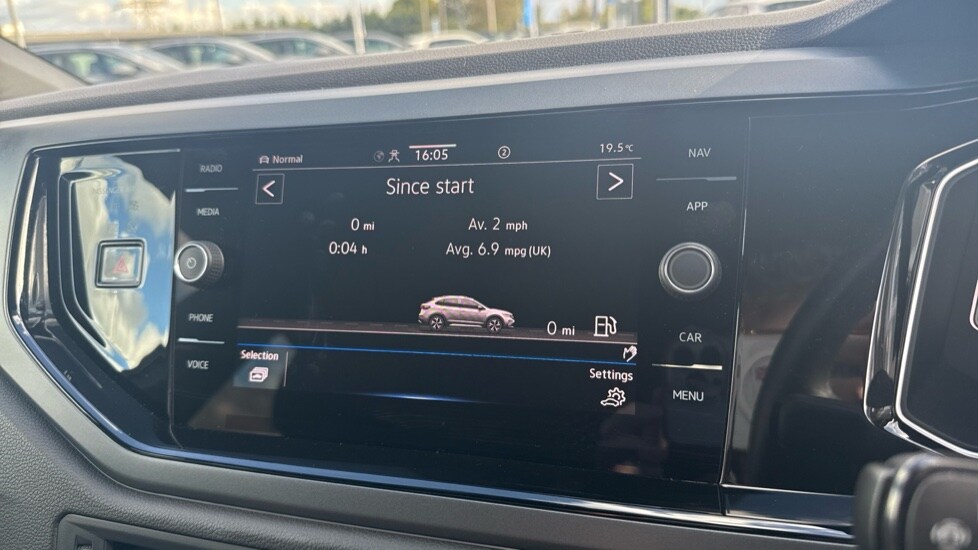 RADIO
MEDIA
PHONE
VOICE
Normal
16:05
2
19.5°C
<
Since start
>
0 mi
Av. 2 mph
0:04 h
Avg. 6.9 mpg (UK)
0 mi
Selection
Settings
NAV
APP
CAR
MENU